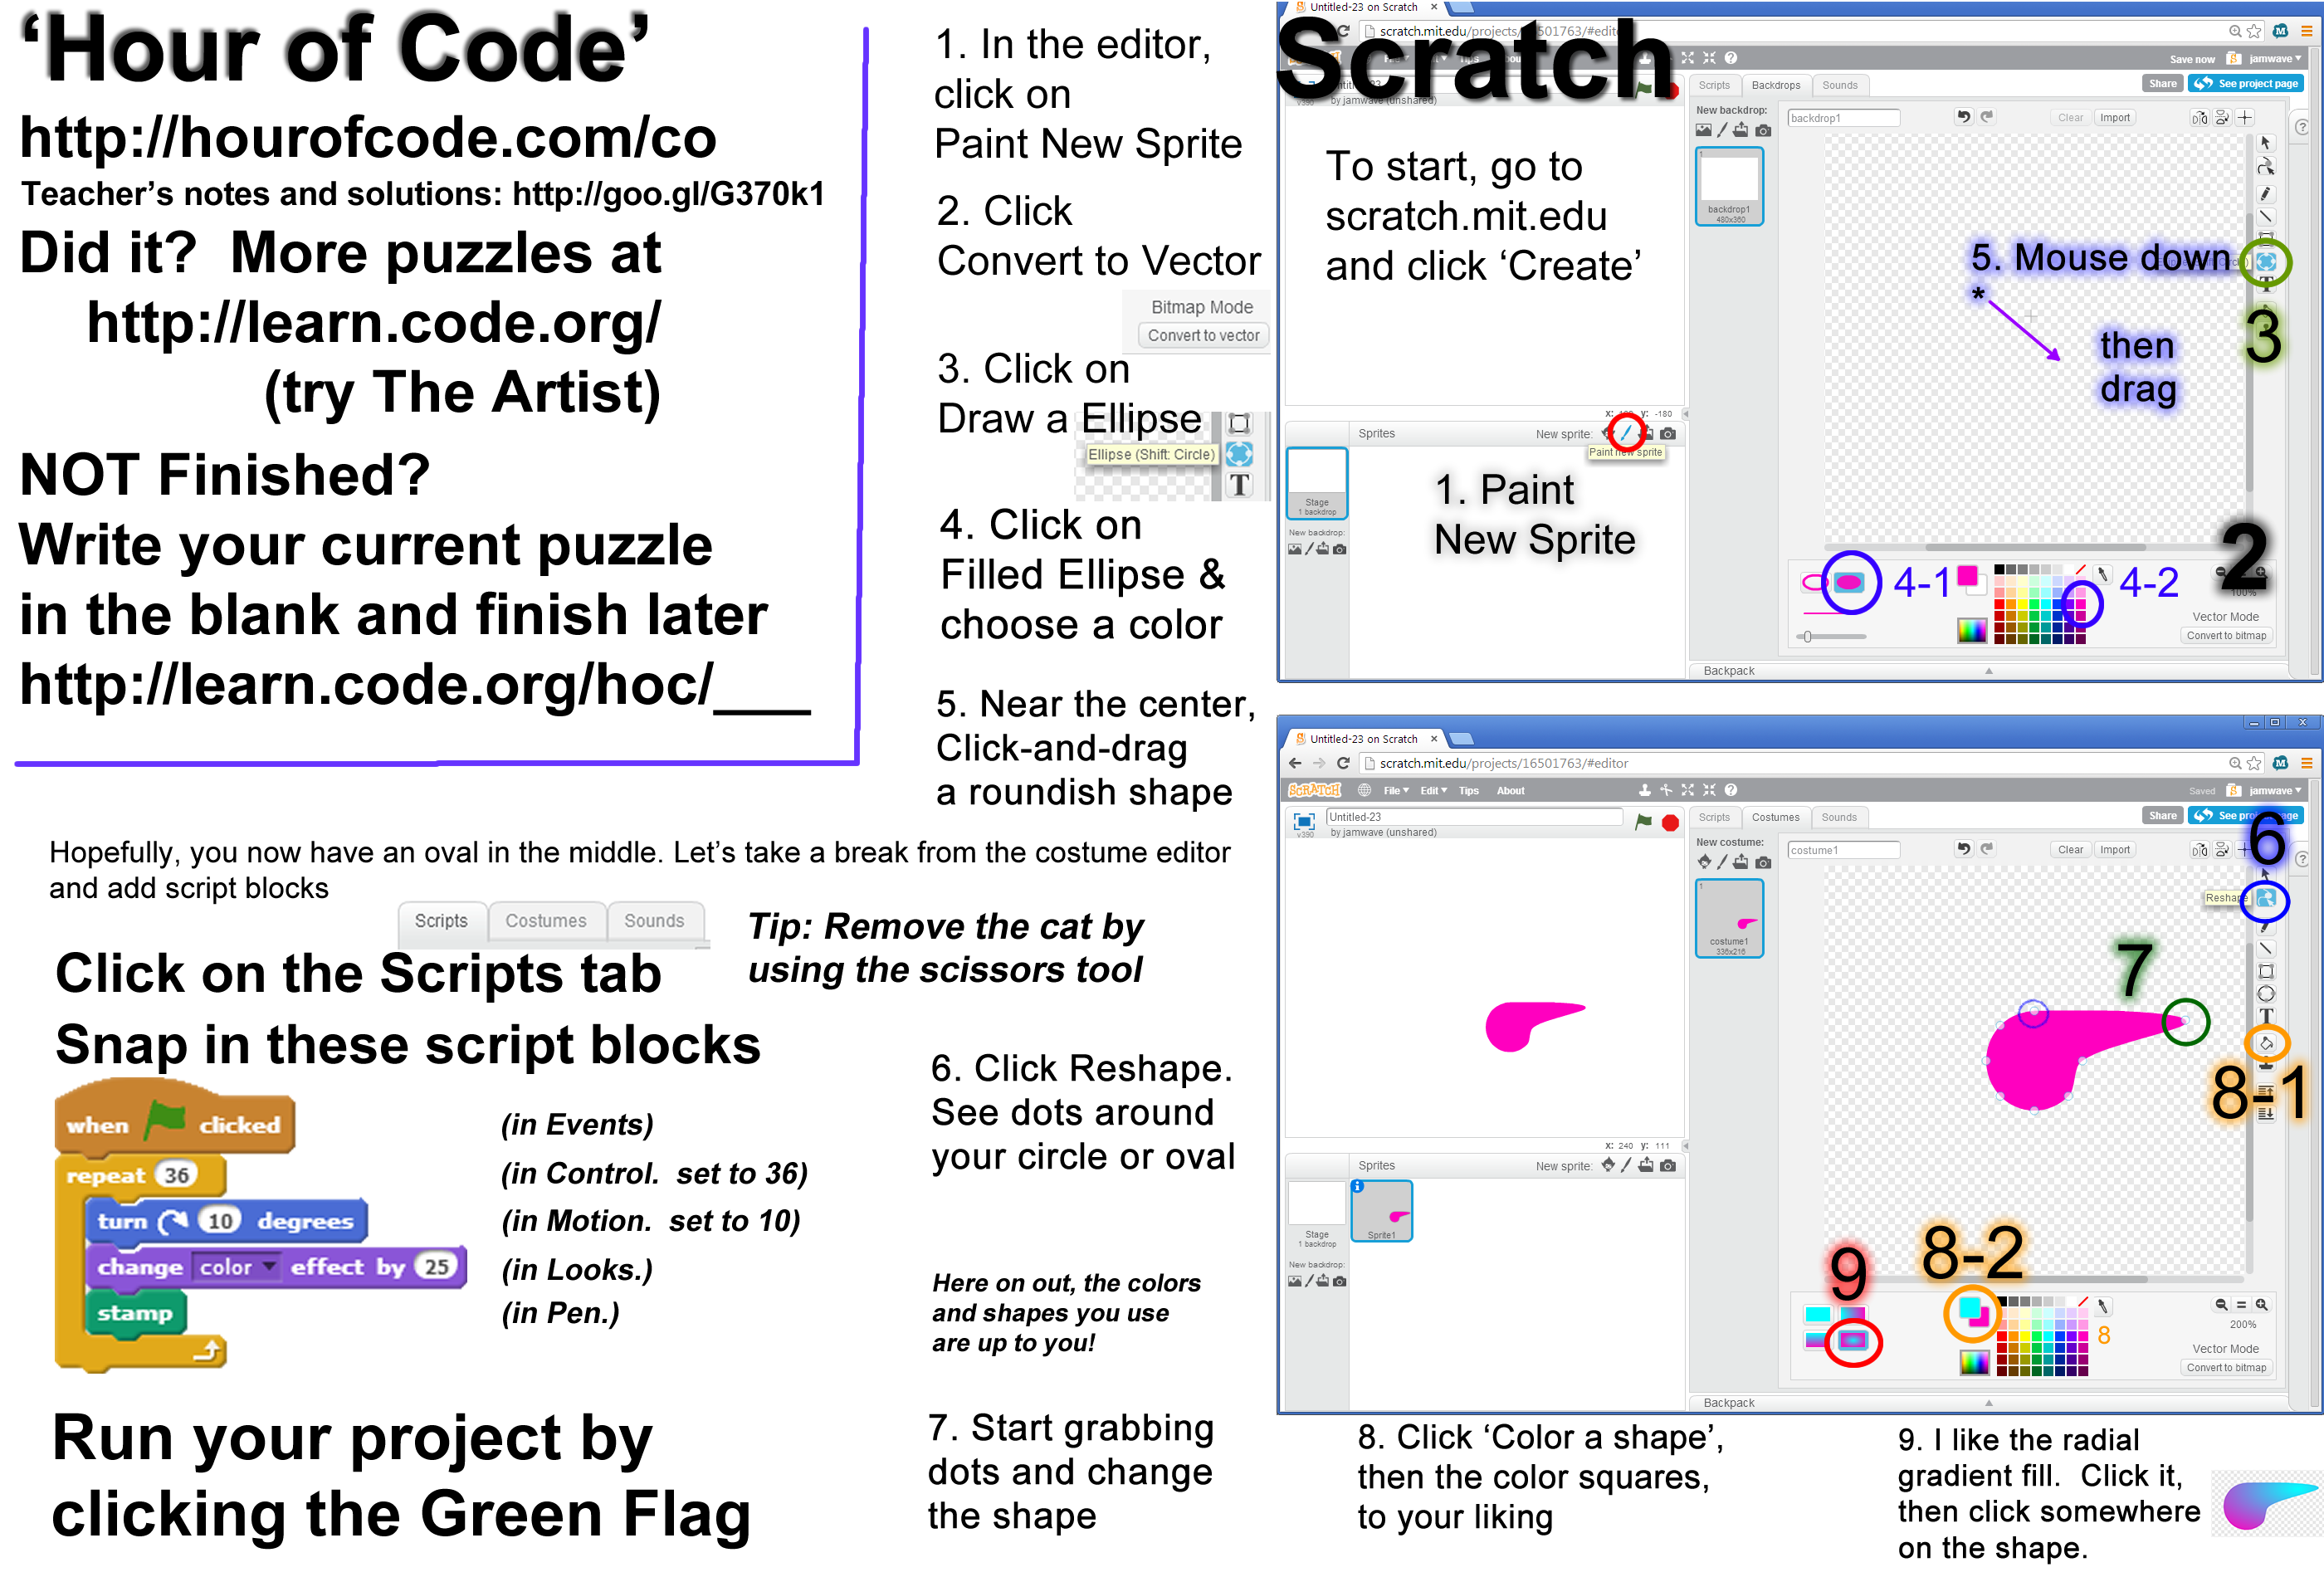 ‘Hour of Code’
http://hourofcode.com/co
Teacher’s notes and solutions: http://goo.gl/G370k1
Did it?  More puzzles at
http://learn.code.org/
(try The Artist)
NOT Finished?
Write your current puzzle
in the blank and finish later
http://learn.code.org/hoc/___
1. In the editor,
click on
Paint New Sprite
2. Click
Convert to Vector
Bitmap Mode
Convert to vector
3. Click on
Draw a Ellipse
Ellipse (Shift: Circle)
T
4. Click on
Filled Ellipse &
choose a color
5. Near the center,
Click-and-drag
a roundish shape
Untitled-23 on Scratch
scratch.mit.edu/projects/
Scratch
Save now
jamwave
by jamwave (unshared)
Scripts
Backdrops
Sounds
Share
See project page
New backdrop:
backdrop1
Clear
Import
1
backdrop1
480x360
To start, go to
scratch.mit.edu
and click ‘Create’
5. Mouse down
*
then
drag
3
y: -180
Sprites
New sprite:
Paint new sprite
Stage
1 backdrop
New backdrop:
1. Paint
New Sprite
2
4-1
4-2
100%
Vector Mode
Convert to bitmap
Backpack
Hopefully, you now have an oval in the middle. Let’s take a break from the costume editor
and add script blocks
Scripts
Costumes
Sounds
Click on the Scripts tab
Tip: Remove the cat by
using the scissors tool
Snap in these script blocks
when clicked
(in Events)
repeat 36
(in Control.  set to 36)
turn 10 degrees
(in Motion.  set to 10)
change color effect by 25
(in Looks.)
stamp
(in Pen.)
Run your project by
clicking the Green Flag
6. Click Reshape.
See dots around
your circle or oval
Here on out, the colors
and shapes you use
are up to you!
7. Start grabbing
dots and change
the shape
Untitled-23 on Scratch
scratch.mit.edu/projects/16501763/#editor
SCRATCH
File
Edit
Tips
About
Saved
jamwave
v390
Untitled-23
by jamwave (unshared)
Scripts
Costumes
Sounds
Share
See project page
New costume:
costume1
Clear
Import
6
1
costume1
336x216
Reshape
7
T
8-1
x: 240 y: 111
Sprites
New sprite:
Stage
1 backdrop
Sprite1
New backdrop:
9
8-2
8
200%
Vector Mode
Convert to bitmap
Backpack
8. Click ‘Color a shape’,
then the color squares,
to your liking
9. I like the radial
gradient fill.  Click it,
then click somewhere
on the shape.